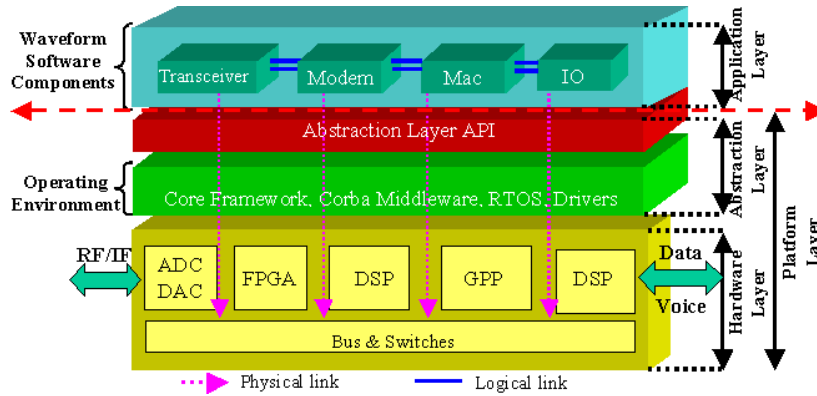 Waveform
Software
Components
Transceiver
Modem
Mac
IO
Application
Layer
Abstraction Layer API
Abstraction
Layer
Operating
Environment
Core Framework, Corba Middleware, RTOS, Drivers
Platform
Layer
RF/IF
ADC
DAC
FPGA
DSP
GPP
DSP
Data
Voice
Hardware
Layer
Bus & Switches
Physical link
Logical link